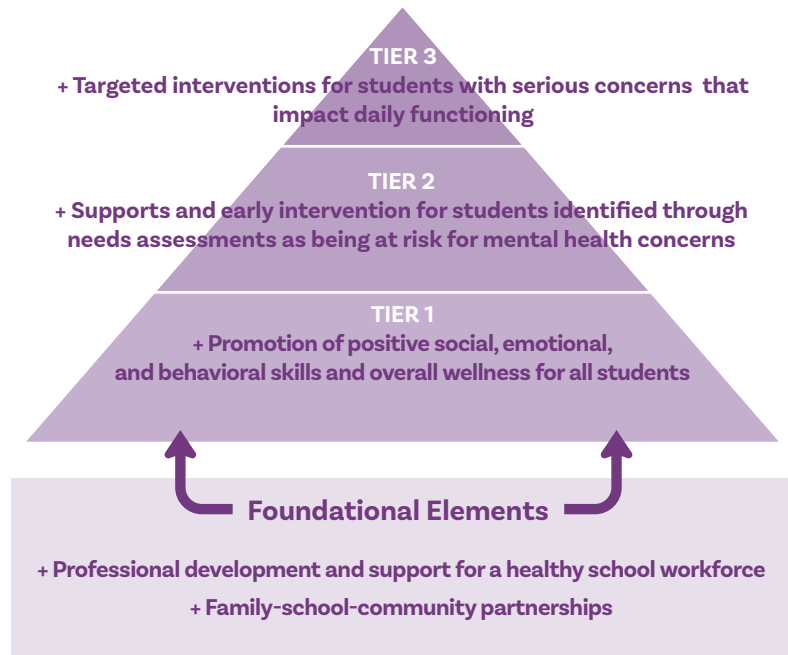 TIER 3
+ Targeted interventions for students with serious concerns that
impact daily functioning
TIER 2
+ Supports and early intervention for students identified through
needs assessments as being at risk for mental health concerns
TIER 1
+ Promotion of positive social, emotional,
and behavioral skills and overall wellness for all students
Foundational Elements
+ Professional development and support for a healthy school workforce
+ Family-school-community partnerships